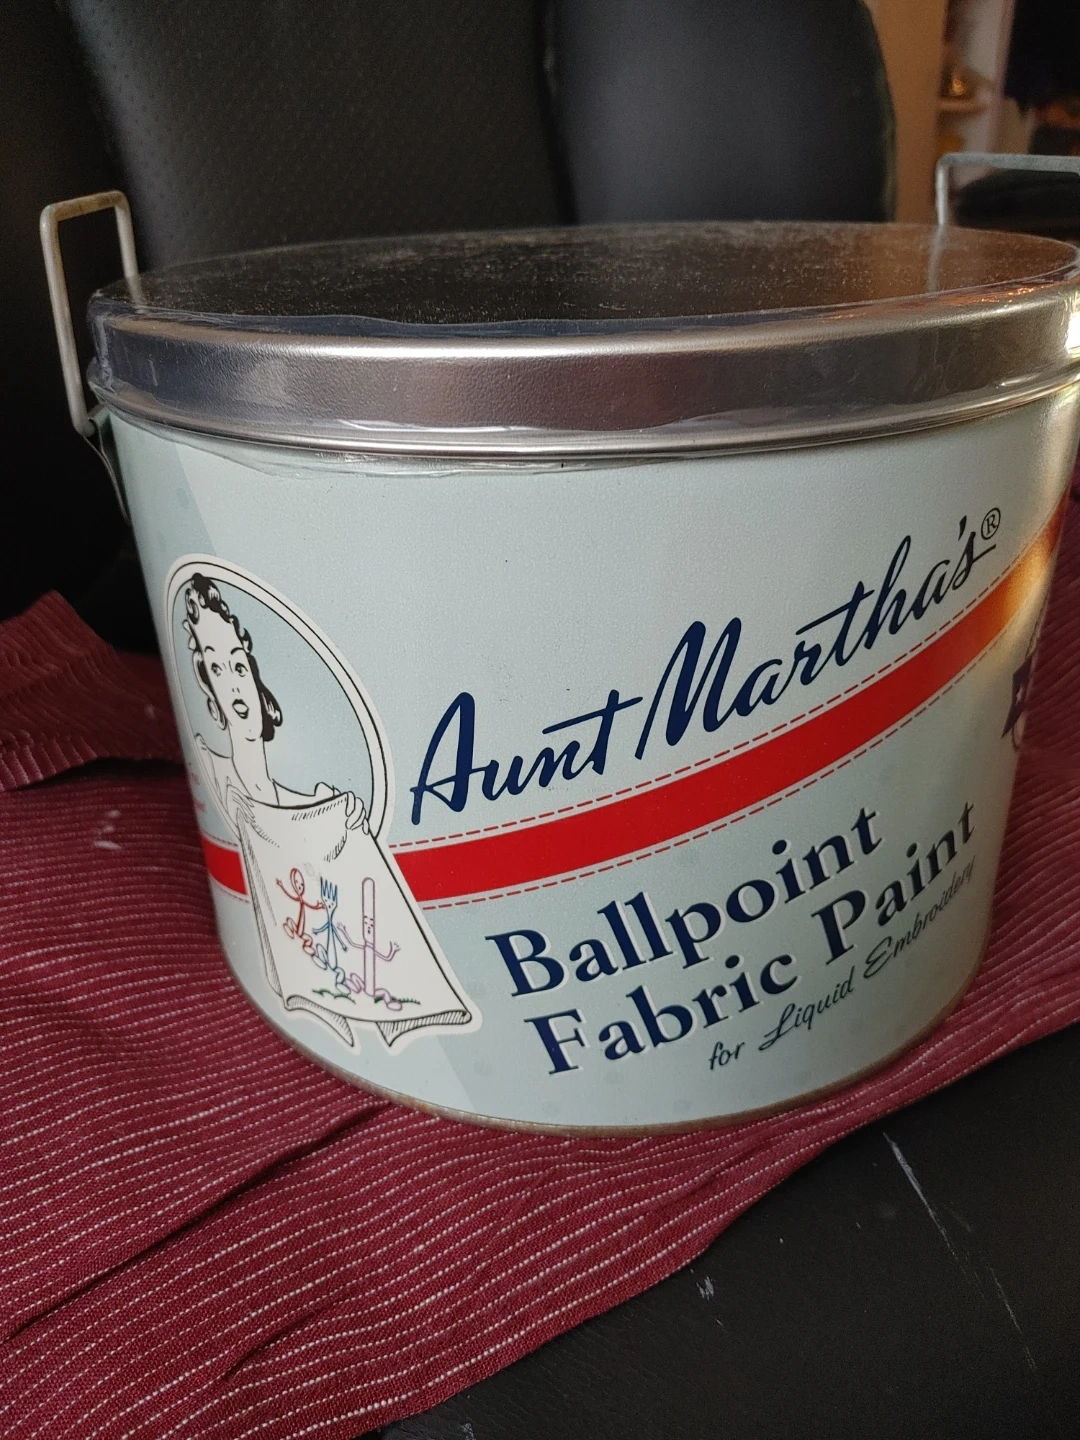 Aunt Martha's®
Ballpoint
Fabric Paint
for Liquid Embroidery